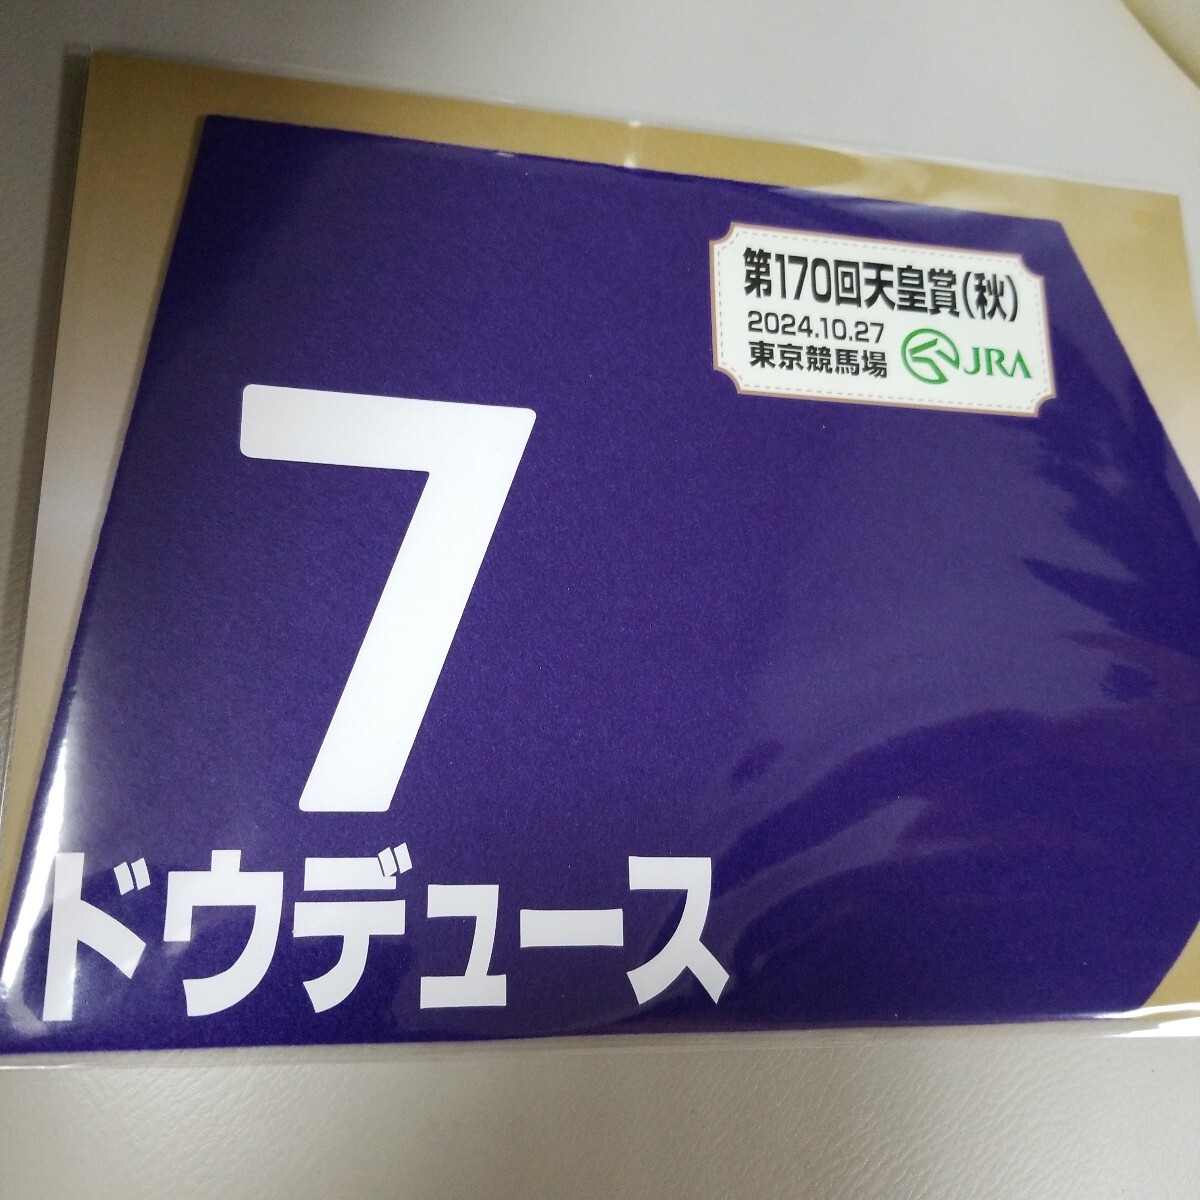 第170回天皇賞(秋)
2024.10.27
東京競馬場
JRA
7
ドウデュース